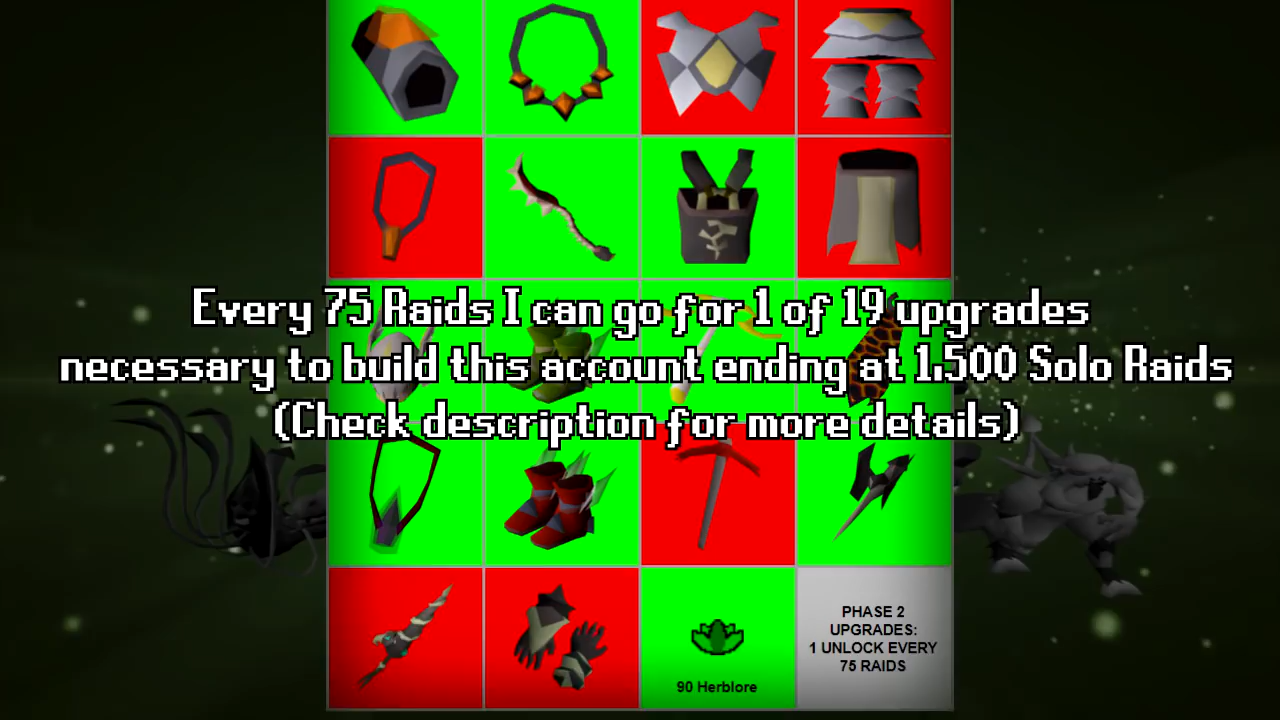 Every 75 Raids I can go for 1 of 19 upgrades
necessary to build this account ending at 1,500 Solo Raids
(Check description for more details)
PHASE 2
UPGRADES:
1 UNLOCK EVERY
75 RAIDS
90 Herblore